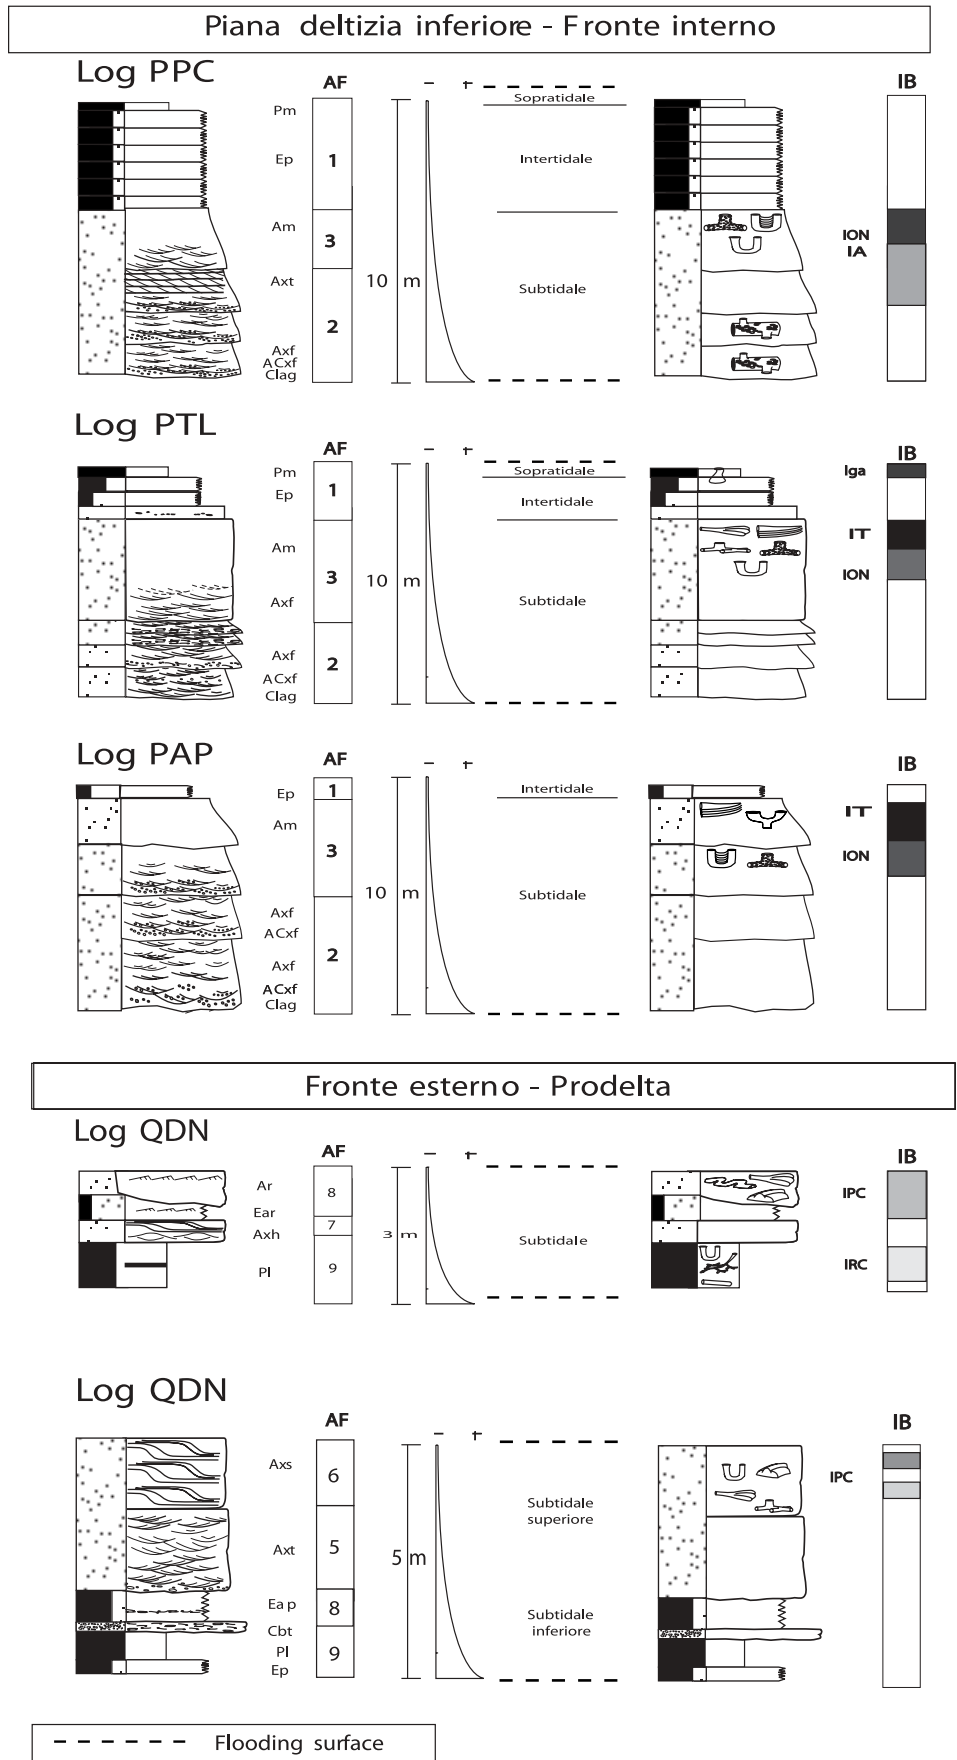 Piana deltizia inferiore - Fronte interno
Log PPC
AF
IB
Pm
Ep
Am
Axt
Axf
ACxf
Clag
1
3
2
10 m
- +
Sopratidale
Intertidale
Subtidale
ION
IA
Log PTL
AF
IB
Pm
Ep
Am
Axf
Axf
ACxf
Clag
1
3
2
10 m
- +
Sopratidale
Intertidale
Subtidale
Iga
IT
ION
Log PAP
AF
IB
Ep
Am
Axf
ACxf
Axf
ACxf
Clag
1
3
2
10 m
- +
Intertidale
Subtidale
IT
ION
Fronte esterno - Prodelta
Log QDN
AF
IB
Ar
Ear
Axh
Pl
8
7
9
3 m
- +
Subtidale
IPC
IRC
Log QDN
AF
IB
Axs
Axt
Eap
Cbt
Pl
Ep
6
5
8
9
5 m
- +
Subtidale
superiore
Subtidale
inferiore
IPC
Flooding surface